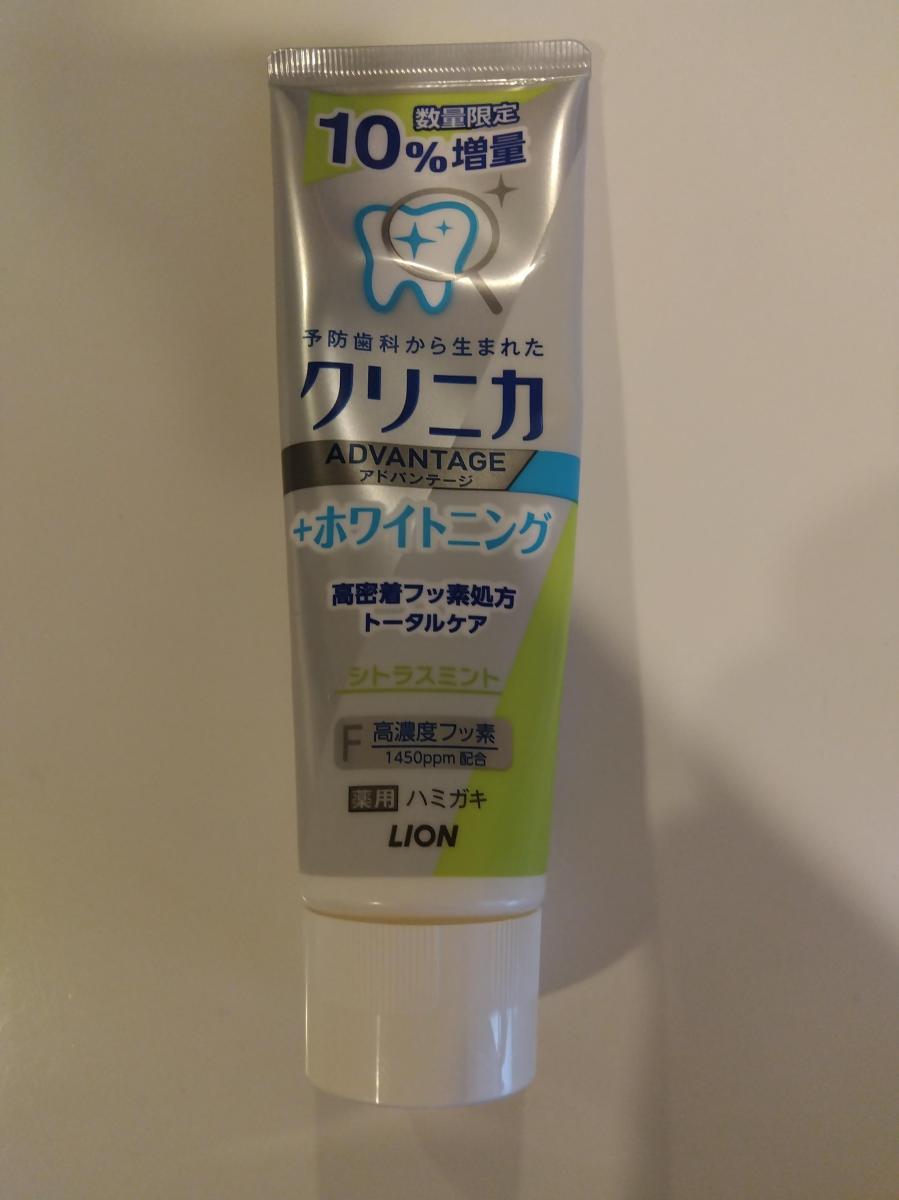 数量限定
10%増量
予防歯科から生まれた
クリニカ
ADVANTAGE
アドバンテージ
+ホワイトニング
高密着フッ素処方
トータルケア
シトラスミント
F 高濃度フッ素
1450ppm 配合
薬用 ハミガキ
LION